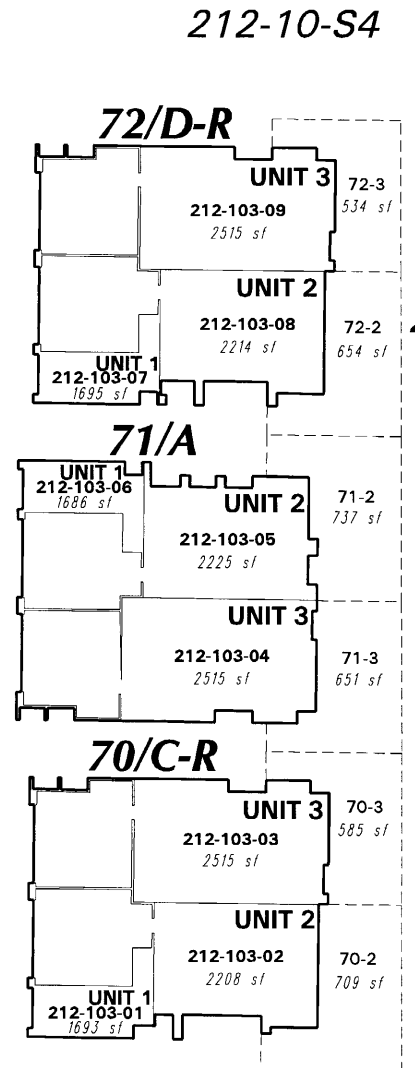 212-10-S4
72/D-R
UNIT 3
212-103-09
2515 sf
72-3
534 sf
UNIT 2
212-103-08
2214 sf
72-2
654 sf
UNIT 1
212-103-07
1695 sf
71/A
UNIT 1
212-103-06
1686 sf
UNIT 2
212-103-05
2225 sf
71-2
737 sf
UNIT 3
212-103-04
2515 sf
71-3
651 sf
70/C-R
UNIT 3
212-103-03
2515 sf
70-3
585 sf
UNIT 2
212-103-02
2208 sf
70-2
709 sf
UNIT 1
212-103-01
1693 sf